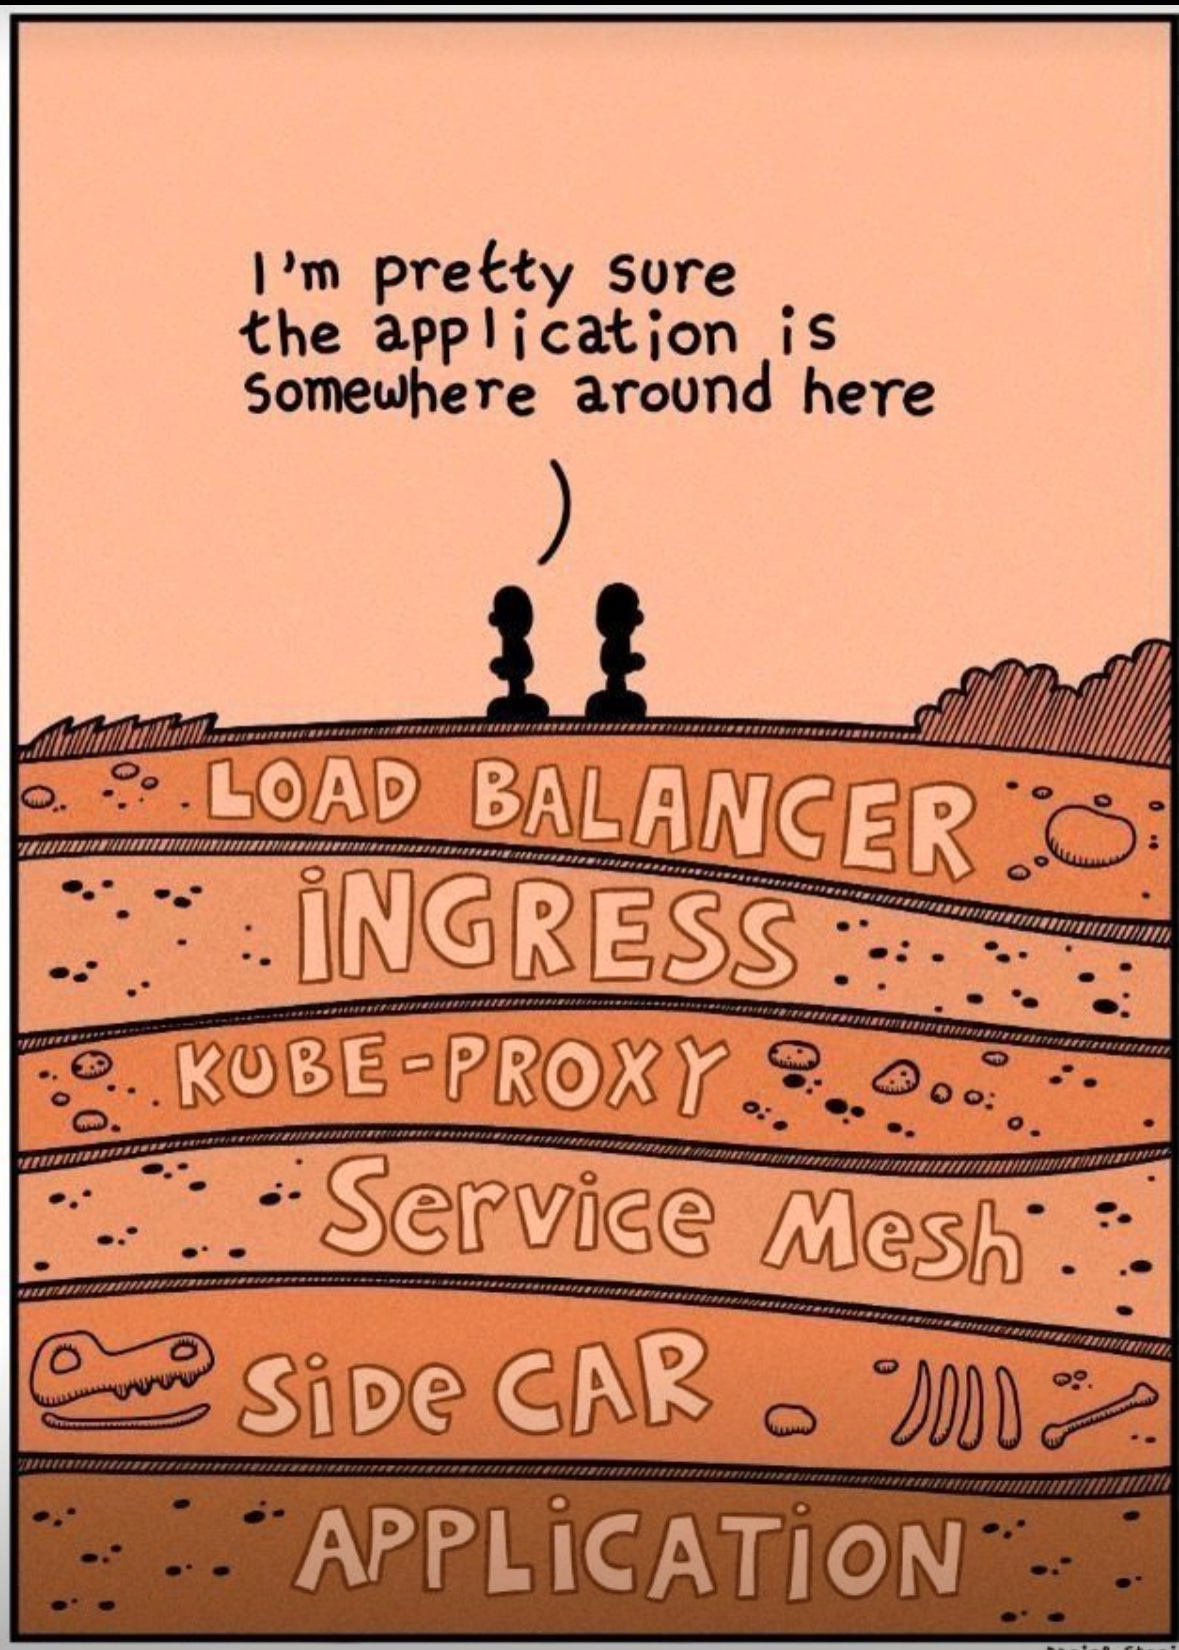 I'm pretty sure
the application is
somewhere around here
LOAD BALANCER
iNGRESS
KUBE-PROXY
Service Mesh
SiDe CAR
APPLiCATiON